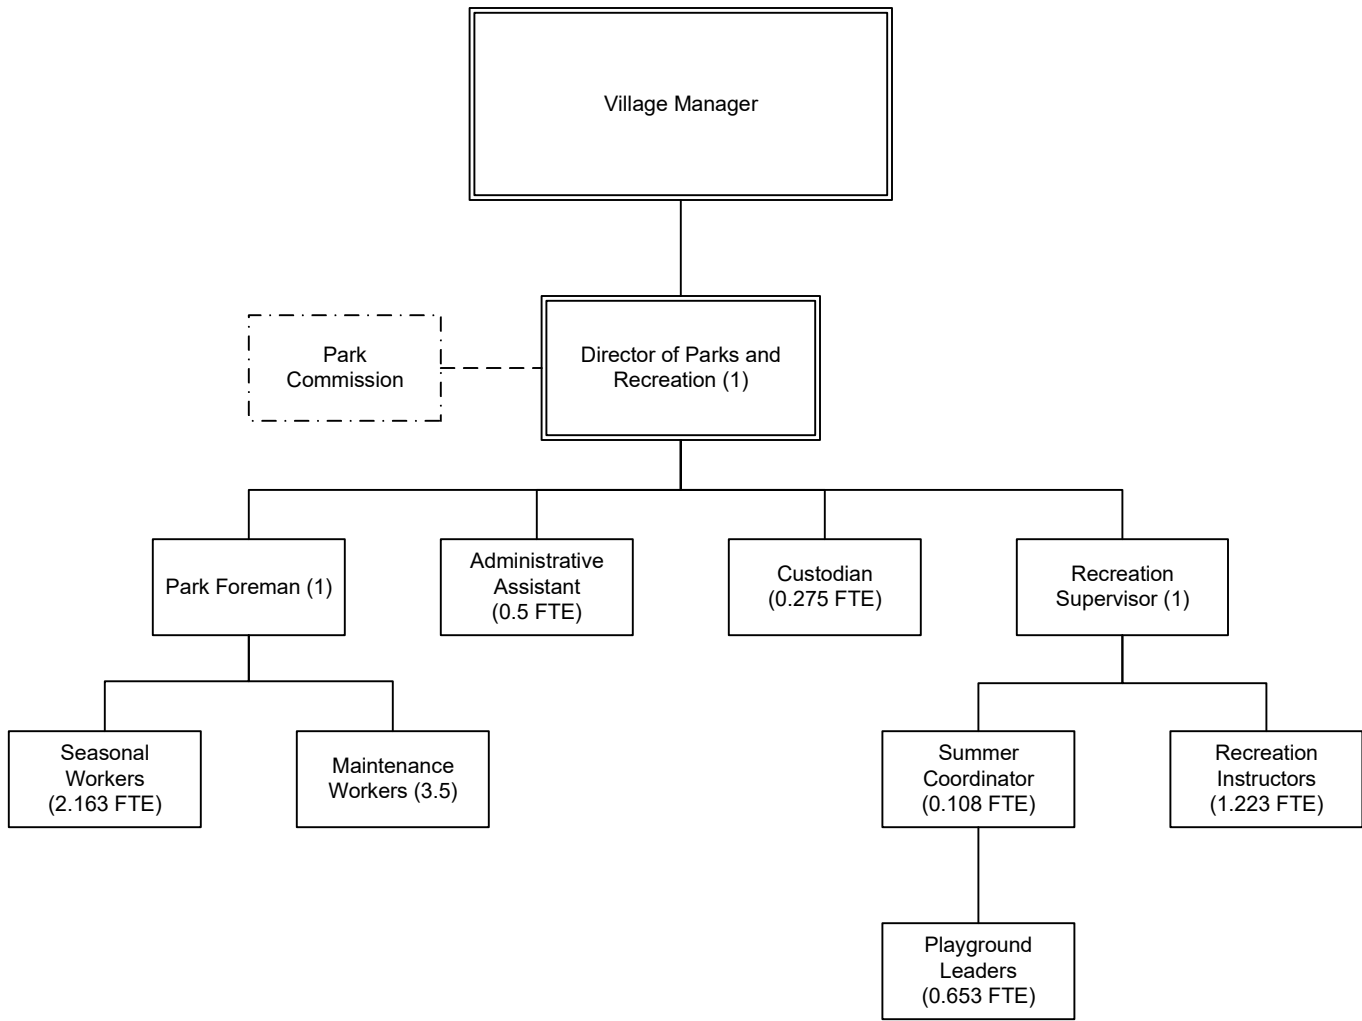 Village Manager
Park
Commission
Director of Parks and
Recreation (1)
Park Foreman (1)
Administrative
Assistant
(0.5 FTE)
Custodian
(0.275 FTE)
Recreation
Supervisor (1)
Seasonal
Workers
(2.163 FTE)
Maintenance
Workers (3.5)
Summer
Coordinator
(0.108 FTE)
Recreation
Instructors
(1.223 FTE)
Playground
Leaders
(0.653 FTE)